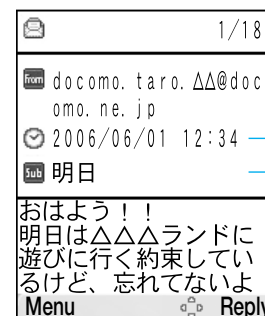 1/18
From docomo.taro.△△@doc
omo.ne.jp
2006/06/01 12:34
Sub 明日
おはよう！！
明日は△△△ランドに
遊びに行く約束してい
るけど、忘れてないよ
Menu Reply